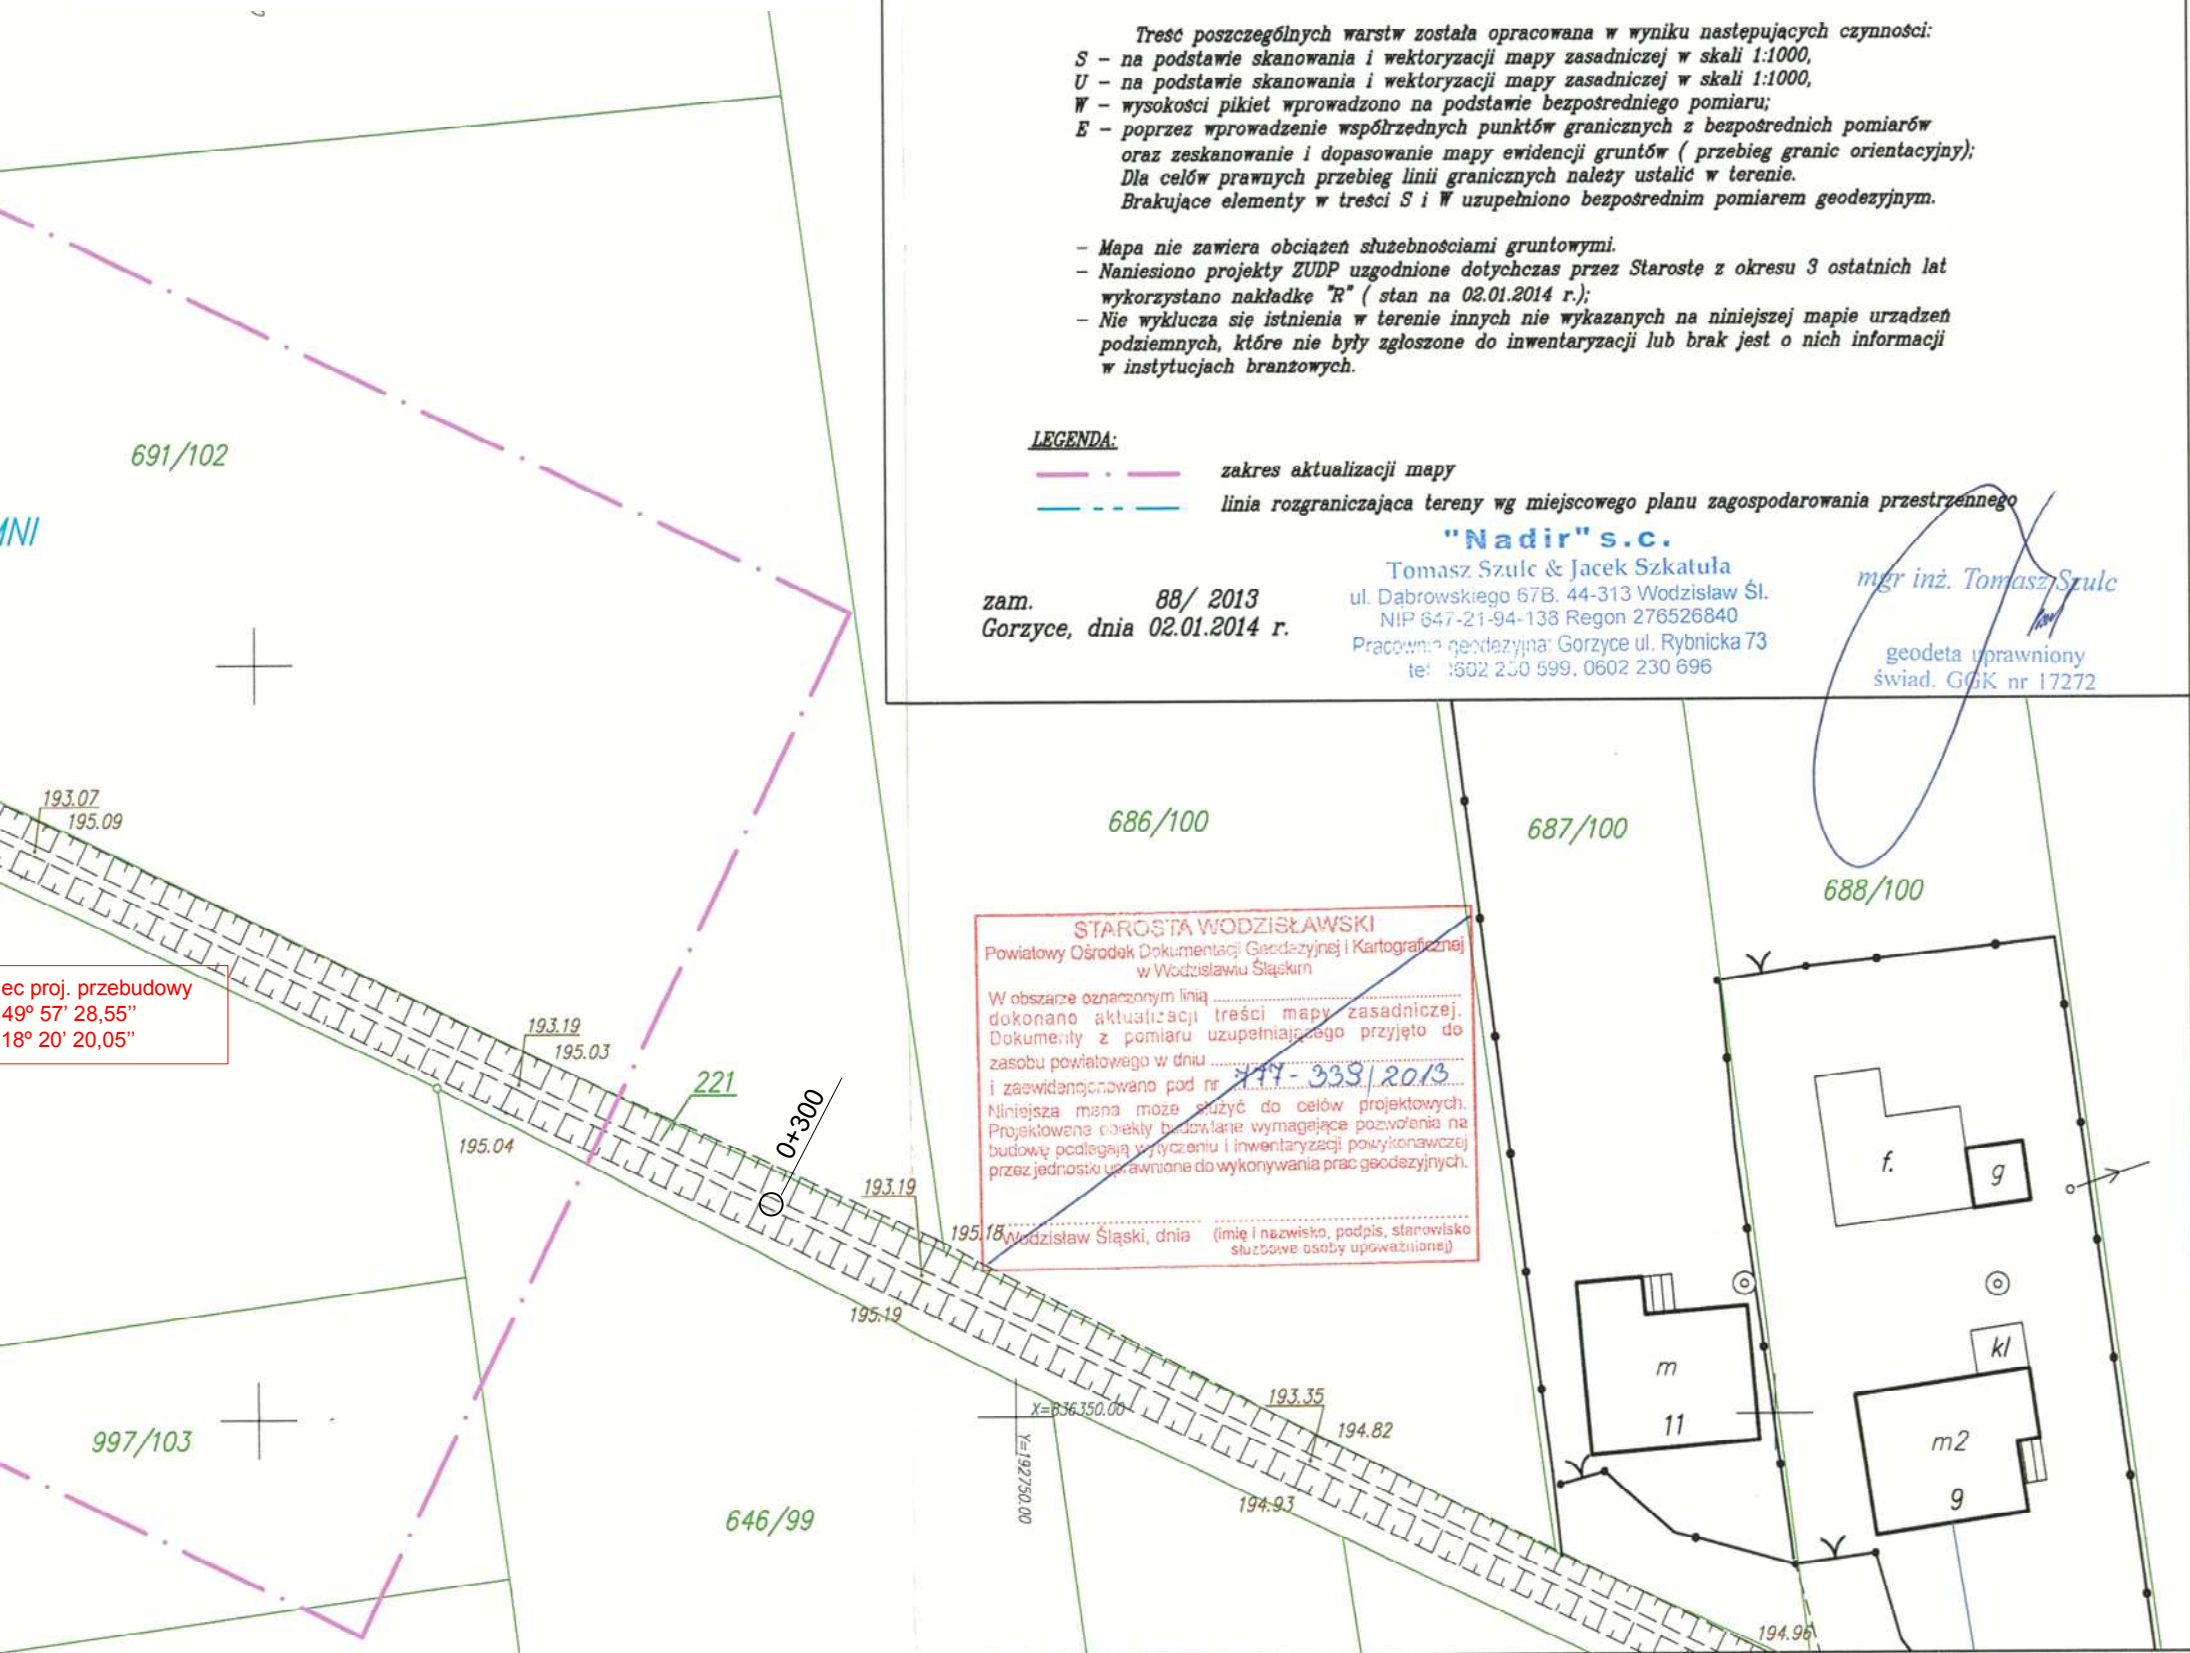 Treść poszczególnych warstw została opracowana w wyniku następujących czynności:
S – na podstawie skanowania i wektoryzacji mapy zasadniczej w skali 1:1000,
U – na podstawie skanowania i wektoryzacji mapy zasadniczej w skali 1:1000,
W – wysokości pikiet wprowadzono na podstawie bezpośredniego pomiaru;
E – poprzez wprowadzenie współrzędnych punktów granicznych z bezpośrednich pomiarów
oraz zeskanowanie i dopasowanie mapy ewidencji gruntów ( przebieg granic orientacyjny);
Dla celów prawnych przebieg linii granicznych należy ustalić w terenie.
Brakujące elementy w treści S i W uzupełniono bezpośrednim pomiarem geodezyjnym.
– Mapa nie zawiera obciążeń służebnościami gruntowymi.
– Naniesiono projekty ZUDP uzgodnione dotychczas przez Starostę z okresu 3 ostatnich lat
wykorzystano nakładkę "R" ( stan na 02.01.2014 r.);
– Nie wyklucza się istnienia w terenie innych nie wykazanych na niniejszej mapie urządzeń
podziemnych, które nie były zgłoszone do inwentaryzacji lub brak jest o nich informacji
w instytucjach branżowych.
LEGENDA:
zakres aktualizacji mapy
linia rozgraniczająca tereny wg miejscowego planu zagospodarowania przestrzennego
zam. 88/ 2013
Gorzyce, dnia 02.01.2014 r.
"Nadir" s.c.
Tomasz Szulc & Jacek Szkatuła
ul. Dąbrowskiego 67B. 44-313 Wodzisław Śl.
NIP 647-21-94-138 Regon 276526840
Pracownia geodezyjna: Gorzyce ul. Rybnicka 73
599, 0602 230 696
mgr inż. Tomasz Szulc
geodeta uprawniony
świad. GGK nr 17272
691/102
MNI
193.07
195.09
686/100
687/100
688/100
STAROSTA WODZISŁAWSKI
Powiatowy Ośrodek Dokumentacji Geodezyjnej i Kartograficznej
w Wodzisławiu Śląskim
W obszarze oznaczonym linią
dokonano aktualizacji treści mapy zasadniczej.
Dokumenty z pomiaru uzupełniającego przyjęto do
zasobu powiatowego w dniu
i zaewidencjonowano pod nr 777-339/2013
Niniejsza mapa może służyć do celów projektowych.
Projektowane obiekty budowlane wymagające pozwolenia na
budowę podlegają wytyczeniu i inwentaryzacji powykonawczej
przez jednostki uprawnione do wykonywania prac geodezyjnych.
Wodzisław Śląski, dnia (imię i nazwisko, podpis, stanowisko
służbowe osoby upoważnionej)
ec proj. przebudowy
49º 57’ 28,55’’
18º 20’ 20,05’’
193.19
195.03
221
0+300
195.04
193.19
195.18
195.19
f.
g
kl
m
11
m2
9
X=836350.00
Y=192750.00
193.35
194.82
194.93
997/103
646/99
194.96